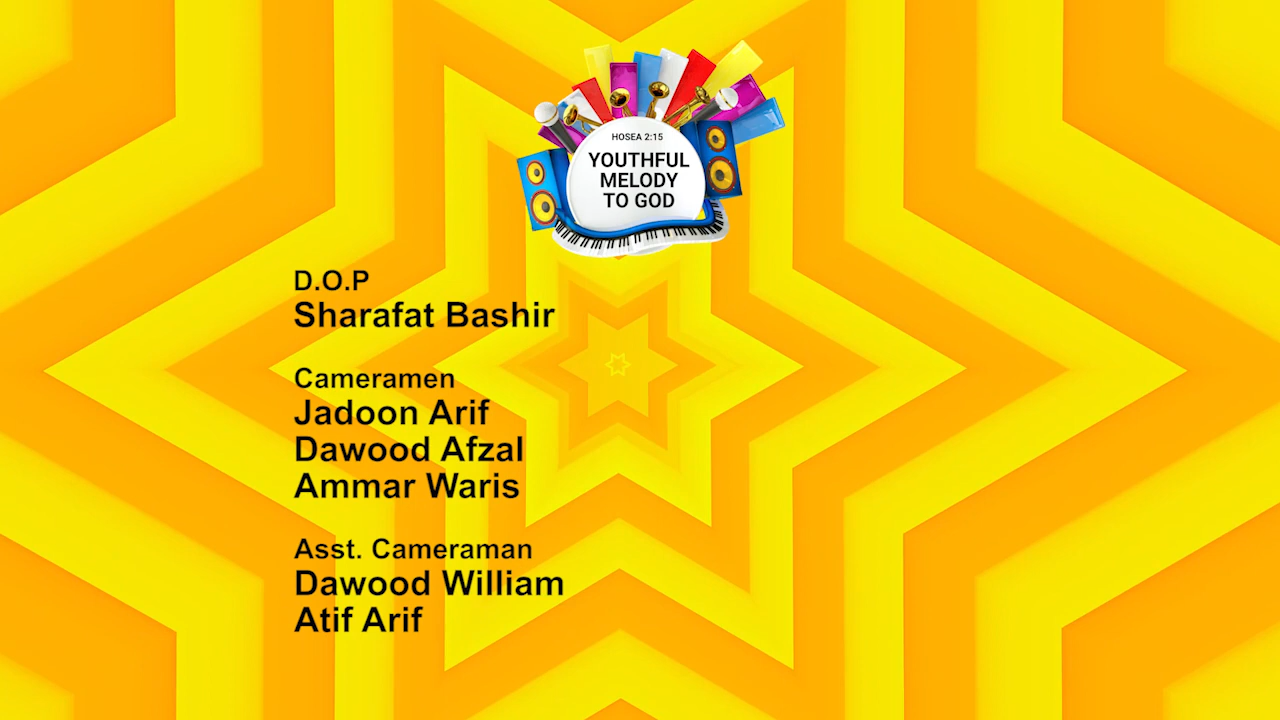 HOSEA 2:15
YOUTHFUL
MELODY
TO GOD
D.O.P
Sharafat Bashir
Cameramen
Jadoon Arif
Dawood Afzal
Ammar Waris
Asst. Cameraman
Dawood William
Atif Arif